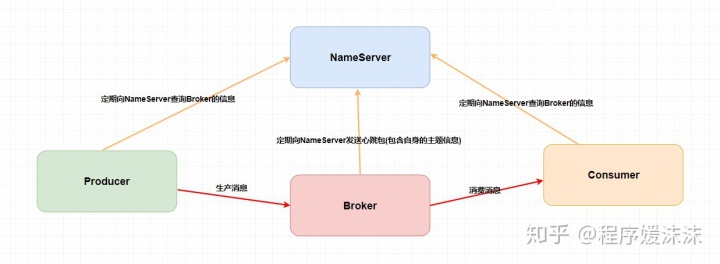 NameServer
定期向NameServer查询Broker的信息
定期向NameServer查询Broker的信息
定期向NameServer发送心跳包(包含自身的主题信息)
Producer
生产消息
Broker
消费消息
Consumer
知乎 @程序媛沫沫